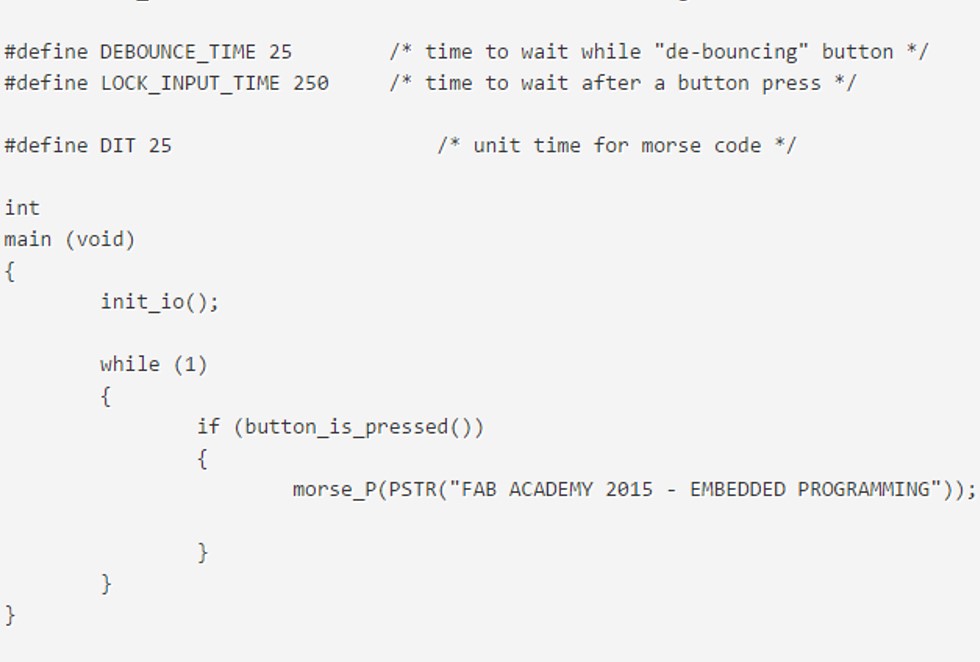 #define DEBOUNCE_TIME 25        /* time to wait while "de-bouncing" button */
#define LOCK_INPUT_TIME 250     /* time to wait after a button press */
#define DIT 25                      /* unit time for morse code */
int
main (void)
{
        init_io();
        while (1)
        {
                if (button_is_pressed())
                {
                        morse_P(PSTR("FAB ACADEMY 2015 - EMBEDDED PROGRAMMING"));
                }
        }
}